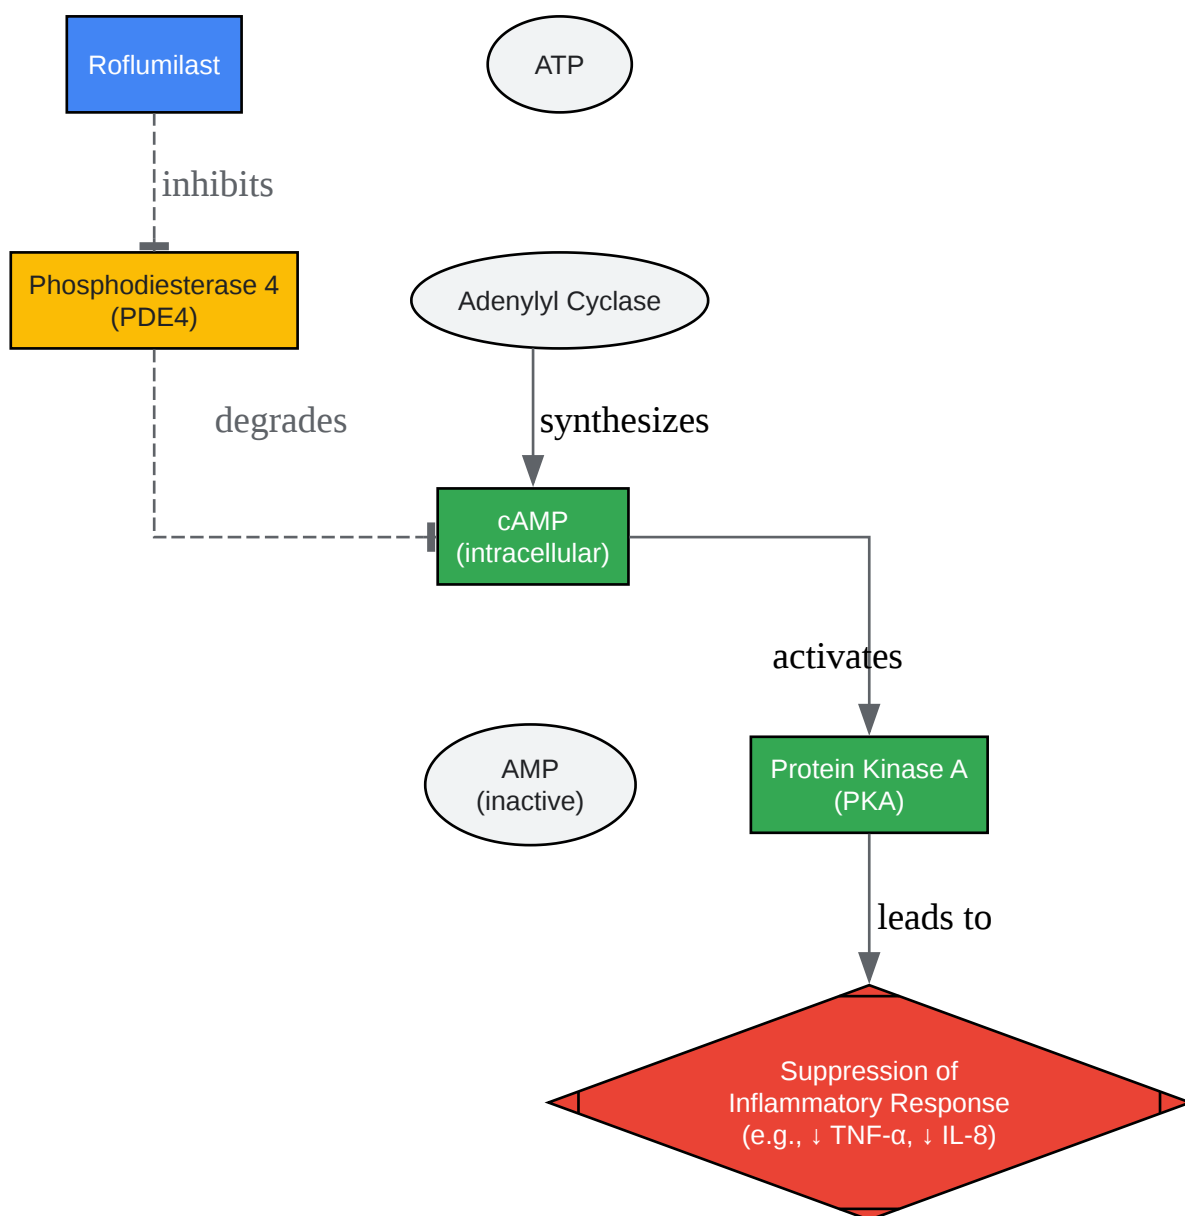 Roflumilast
ATP
inhibits
Phosphodiesterase 4
(PDE4)
Adenylyl Cyclase
degrades
synthesizes
cAMP
(intracellular)
activates
AMP
(inactive)
Protein Kinase A
(PKA)
leads to
Suppression of
Inflammatory Response
(e.g., ↓ TNF-α, ↓ IL-8)